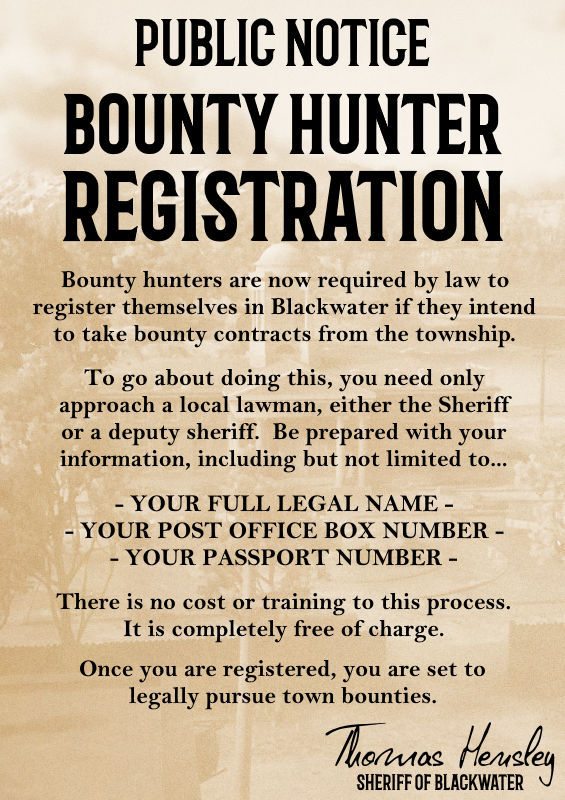 PUBLIC NOTICE
BOUNTY HUNTER
REGISTRATION
Bounty hunters are now required by law to
register themselves in Blackwater if they intend
to take bounty contracts from the township.
To go about doing this, you need only
approach a local lawman, either the Sheriff
or a deputy sheriff.  Be prepared with your
information, including but not limited to...
- YOUR FULL LEGAL NAME -
- YOUR POST OFFICE BOX NUMBER -
- YOUR PASSPORT NUMBER -
There is no cost or training to this process.
It is completely free of charge.
Once you are registered, you are set to
legally pursue town bounties.
Thomas Hensley
SHERIFF OF BLACKWATER